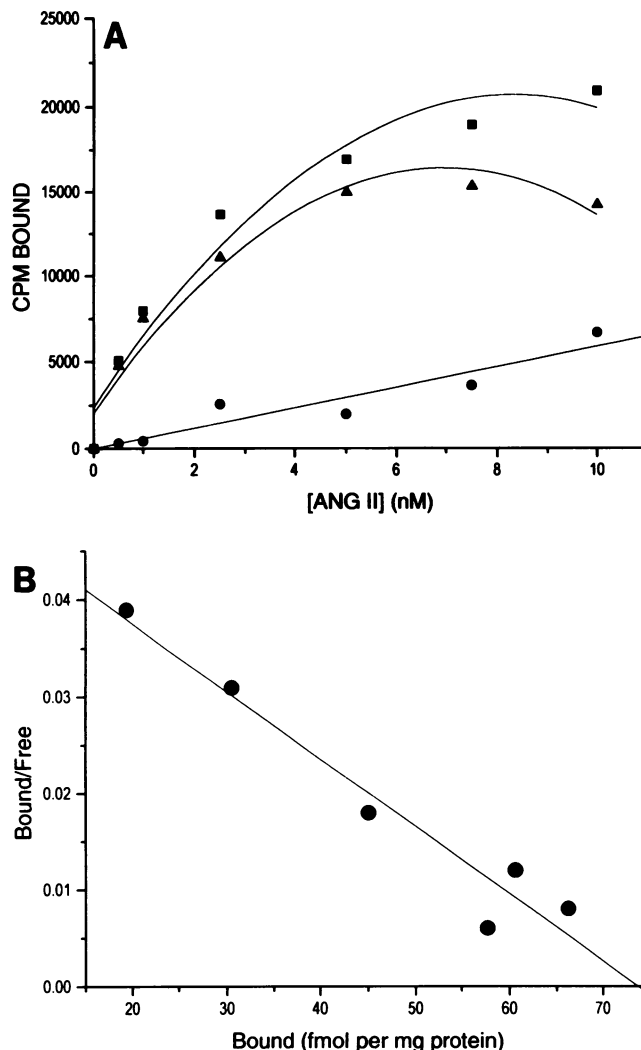 A
25000
20000
15000
10000
5000
0
CPM BOUND
0 2 4 6 8 10
[ANG II] (nM)
B
0.04
0.03
0.02
0.01
0.00
Bound/Free
20 30 40 50 60 70
Bound (fmol per mg protein)